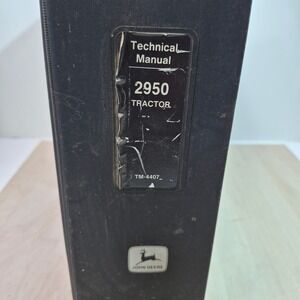 Technical
Manual
2950
TRACTOR
TM-4407
JOHN DEERE